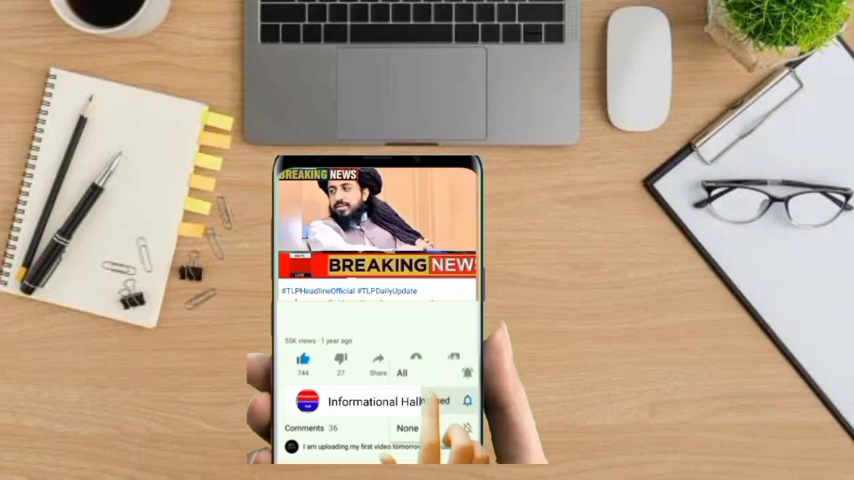 BREAKING NEWS
LIVE
BREAKING NEWS
#TLPHeadlineOfficial #TLPDailyUpdate
55K views · 1 year ago
744
27
Share
All
Informational Hall
Comments 36
None
I am uploading my first video tomorrow